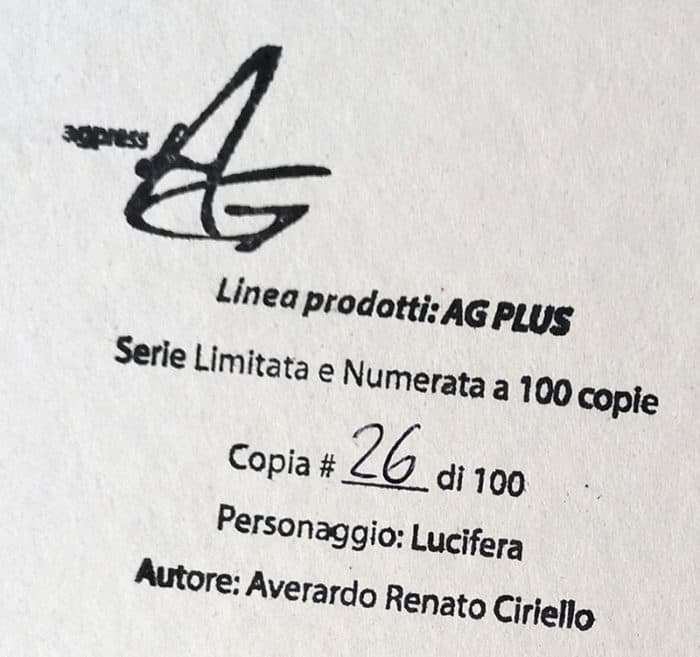 agpress
AG
Linea prodotti: AG PLUS
Serie Limitata e Numerata a 100 copie
Copia # 26 di 100
Personaggio: Lucifera
Autore: Averardo Renato Ciriello